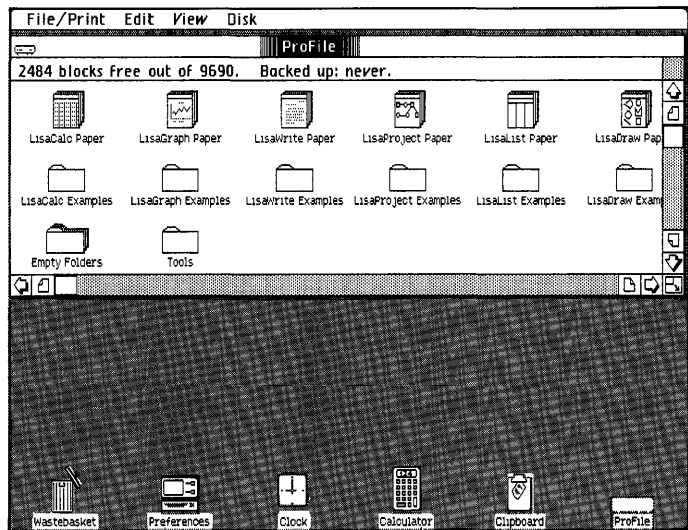 File/Print Edit View Disk
ProFile
2484 blocks free out of 9690. Backed up: never.
LisaCalc Paper LisaGraph Paper LisaWrite Paper LisaProject Paper LisaList Paper LisaDraw Pap
LisaCalc Examples LisaGraph Examples LisaWrite Examples LisaProject Examples LisaList Examples LisaDraw Examp
Empty Folders Tools
Wastebasket Preferences Clock Calculator Clipboard ProFile